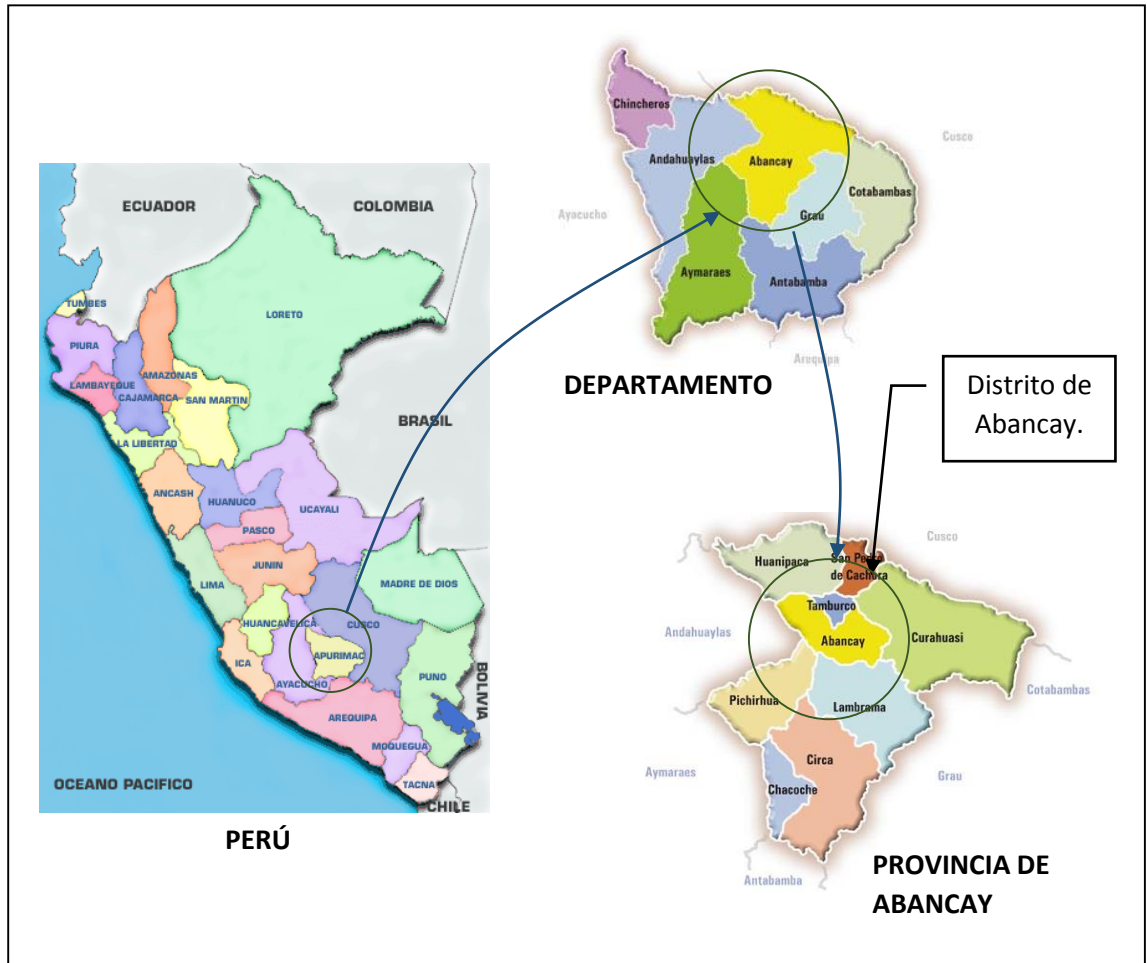 ECUADOR
COLOMBIA
TUMBES
LORETO
PIURA
AMAZONAS
LAMBAYEQUE
CAJAMARCA
SAN MARTIN
BRASIL
LA LIBERTAD
ANCASH
HUANUCO
UCAYALI
PASCO
JUNIN
LIMA
MADRE DE DIOS
HUANCAVELICA
CUSCO
APURIMAC
ICA
AYACUCHO
PUNO
BOLIVIA
AREQUIPA
MOQUEGUA
OCEANO PACIFICO
TACNA
CHILE
PERÚ
Chincheros
Cusco
Andahuaylas
Abancay
Cotabambas
Ayacucho
Grau
Aymaraes
Antabamba
Arequipa
DEPARTAMENTO
Distrito de
Abancay.
Cusco
Huanipaca
San Pedro
de Cachora
Tamburco
Andahuaylas
Abancay
Curahuasi
Cotabambas
Pichirhua
Lambrama
Circa
Aymaraes
Grau
Chacoche
Antabamba
PROVINCIA DE
ABANCAY